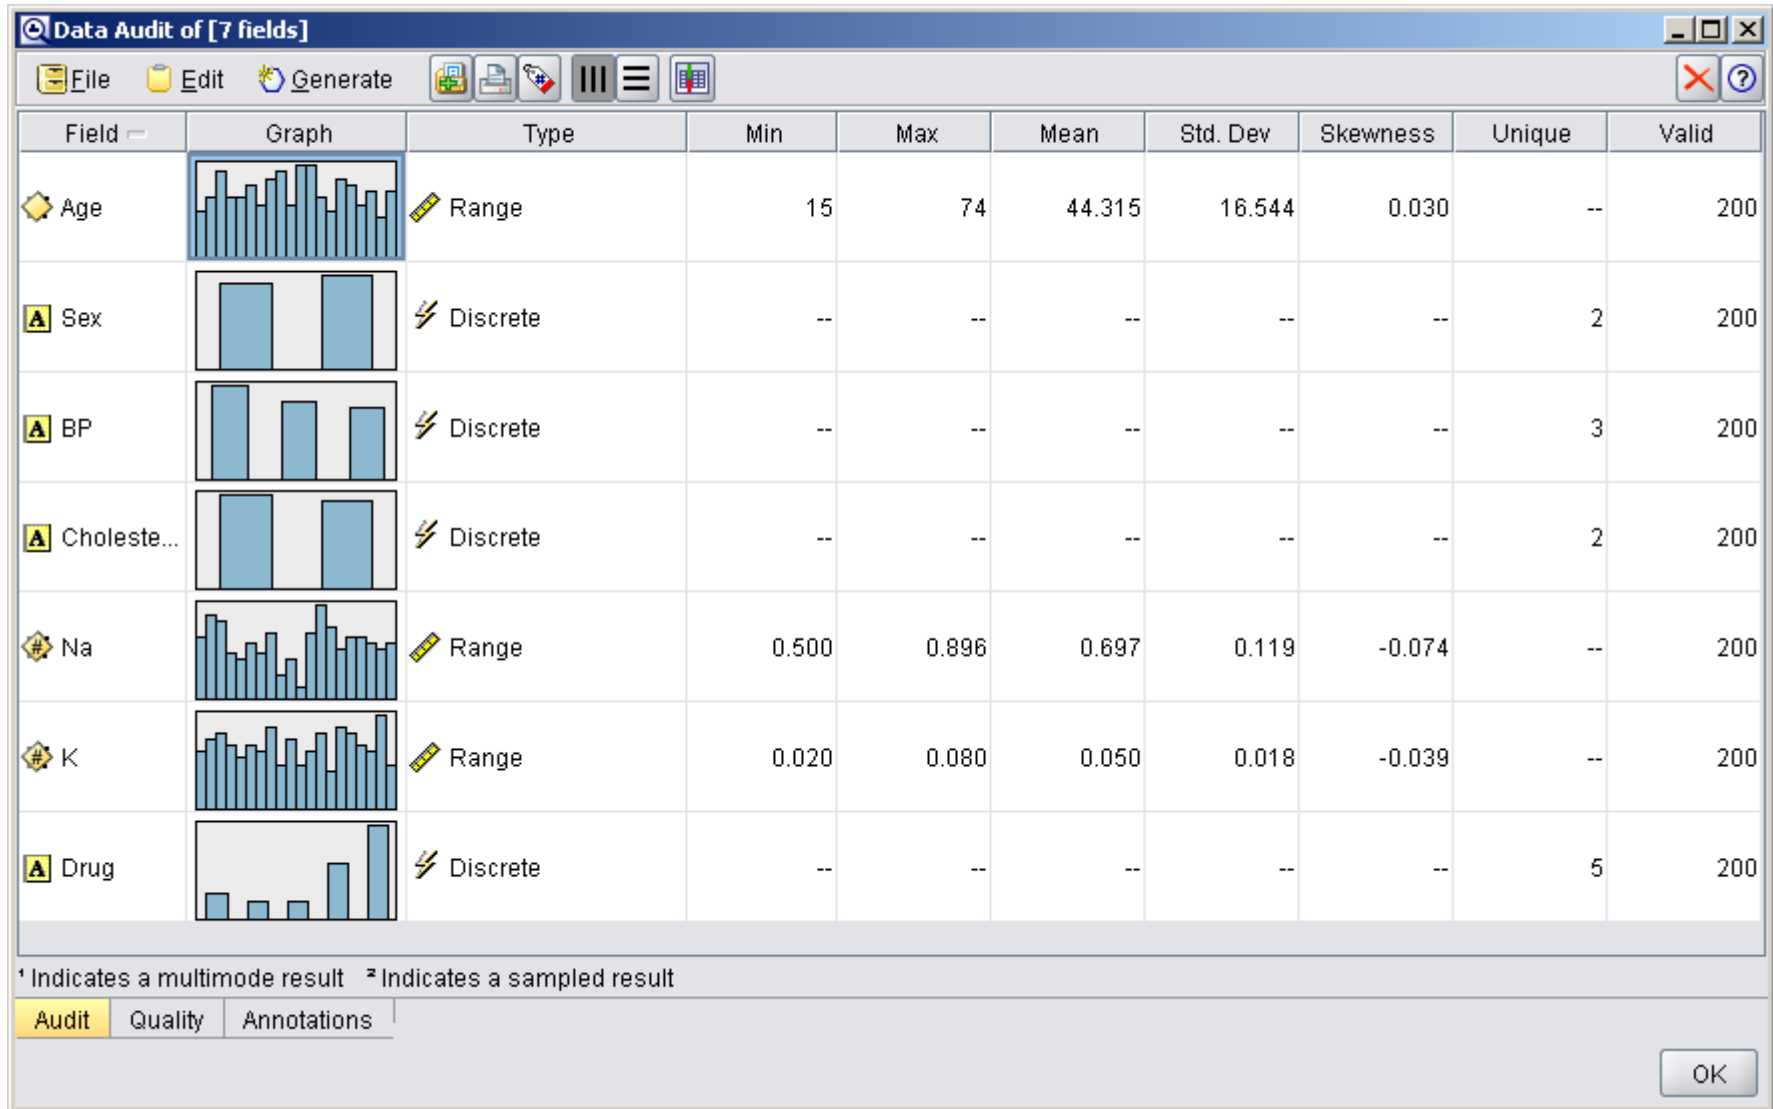 Data Audit of [7 fields]
File Edit Generate
Field Graph Type Min Max Mean Std. Dev Skewness Unique Valid
Age Range 15 74 44.315 16.544 0.030 -- 200
A Sex Discrete -- -- -- -- -- 2 200
A BP Discrete -- -- -- -- -- 3 200
A Choleste... Discrete -- -- -- -- -- 2 200
# Na Range 0.500 0.896 0.697 0.119 -0.074 -- 200
# K Range 0.020 0.080 0.050 0.018 -0.039 -- 200
A Drug Discrete -- -- -- -- -- 5 200
¹ Indicates a multimode result ² Indicates a sampled result
Audit Quality Annotations
OK